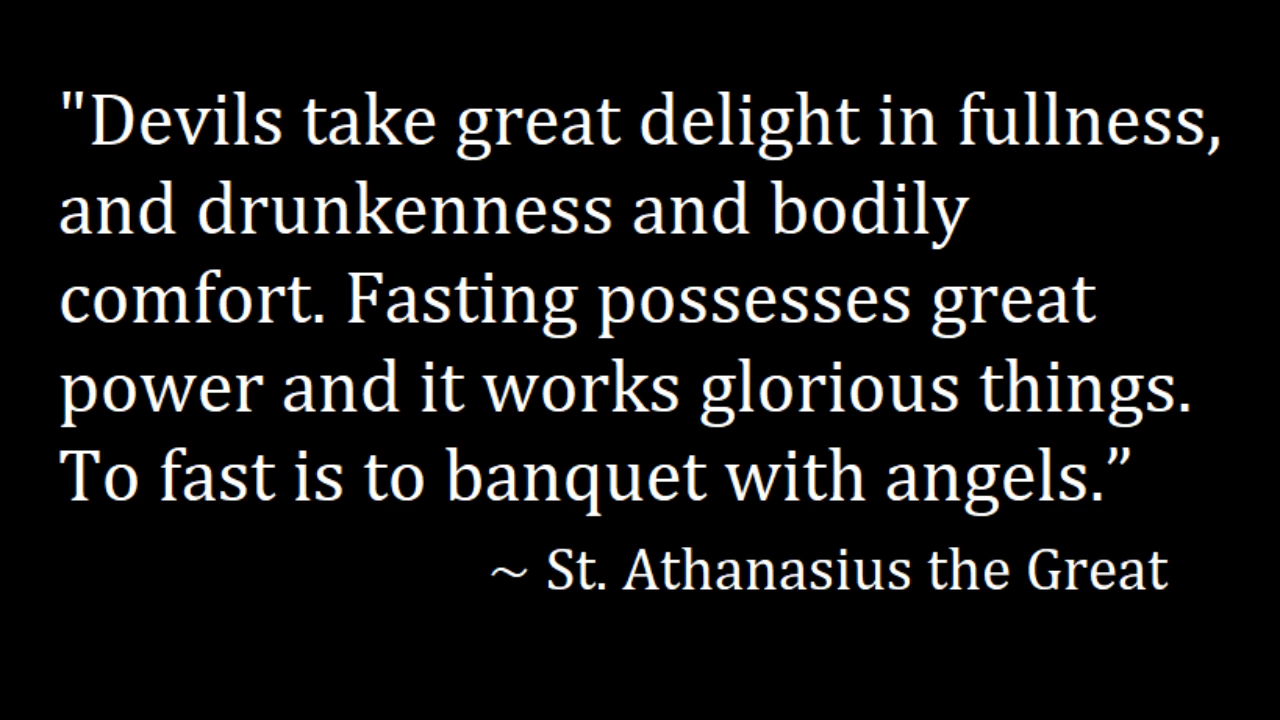 "Devils take great delight in fullness,
and drunkenness and bodily
comfort. Fasting possesses great
power and it works glorious things.
To fast is to banquet with angels.”
~ St. Athanasius the Great